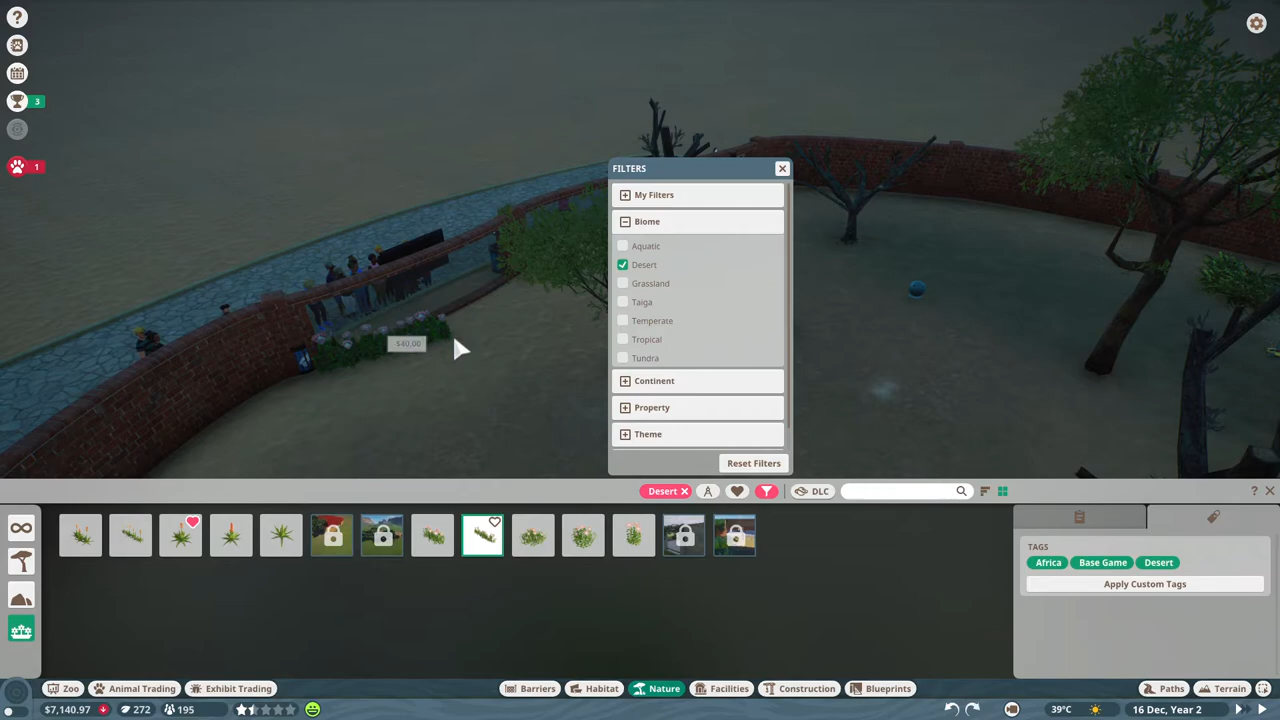 ?
3
1
FILTERS
My Filters
Biome
Aquatic
Desert
Grassland
Taiga
Temperate
Tropical
Tundra
Continent
Property
Theme
Reset Filters
$40.00
Desert
DLC
?
TAGS
Africa Base Game Desert
Apply Custom Tags
Zoo Animal Trading Exhibit Trading Barriers Habitat Nature Facilities Construction Blueprints Paths Terrain
$7,140.97 272 195 39°C 16 Dec, Year 2